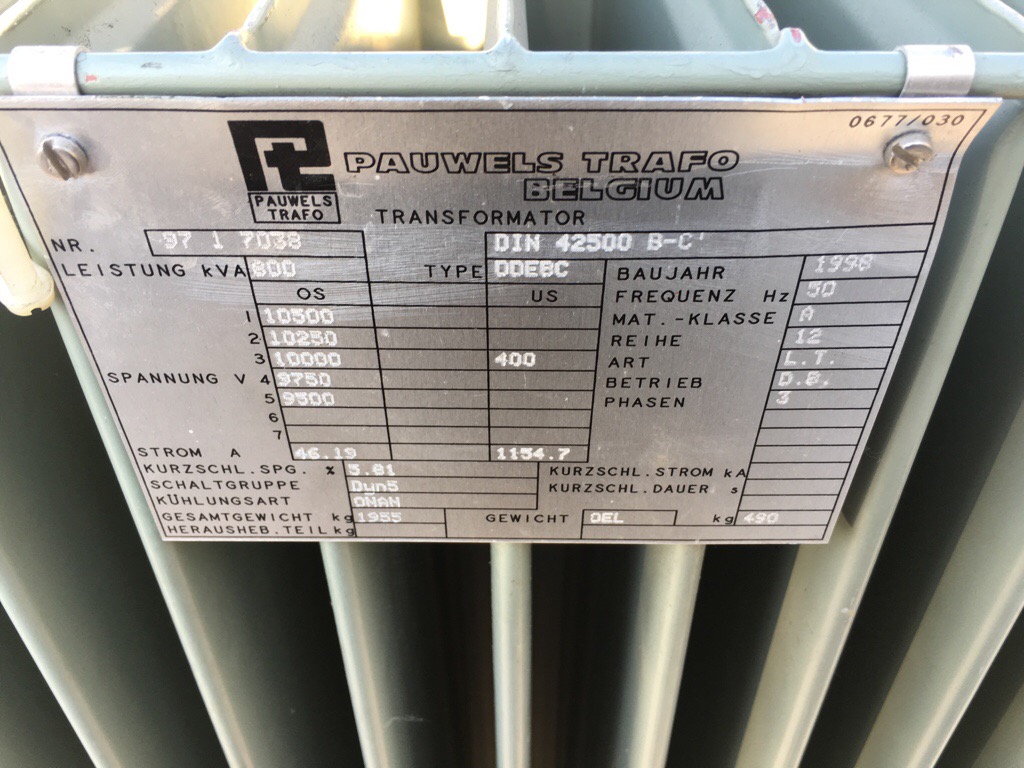 0677/030
PAUWELS TRAFO
BELGIUM
PAUWELS
TRAFO
TRANSFORMATOR
NR. 97 1 7038 DIN 42500 B-C
LEISTUNG kVA 800 TYPE DDEBC BAUJAHR 1998
OS US FREQUENZ Hz 50
1 10500 MAT.-KLASSE A
2 10250 REIHE 12
3 10000 400 ART L.T.
SPANNUNG V 4 9750 BETRIEB D.B.
5 9500 PHASEN 3
6
7
STROM A 46.19 1154.7
KURZSCHL.SPG. % 5.81 KURZSCHL.STROM kA
SCHALTGRUPPE Dyn5 KURZSCHL.DAUER s
KÜHLUNGSART ONAN
GESAMTGEWICHT kg 1955 GEWICHT OEL kg 490
HERAUSHEB.TEIL kg